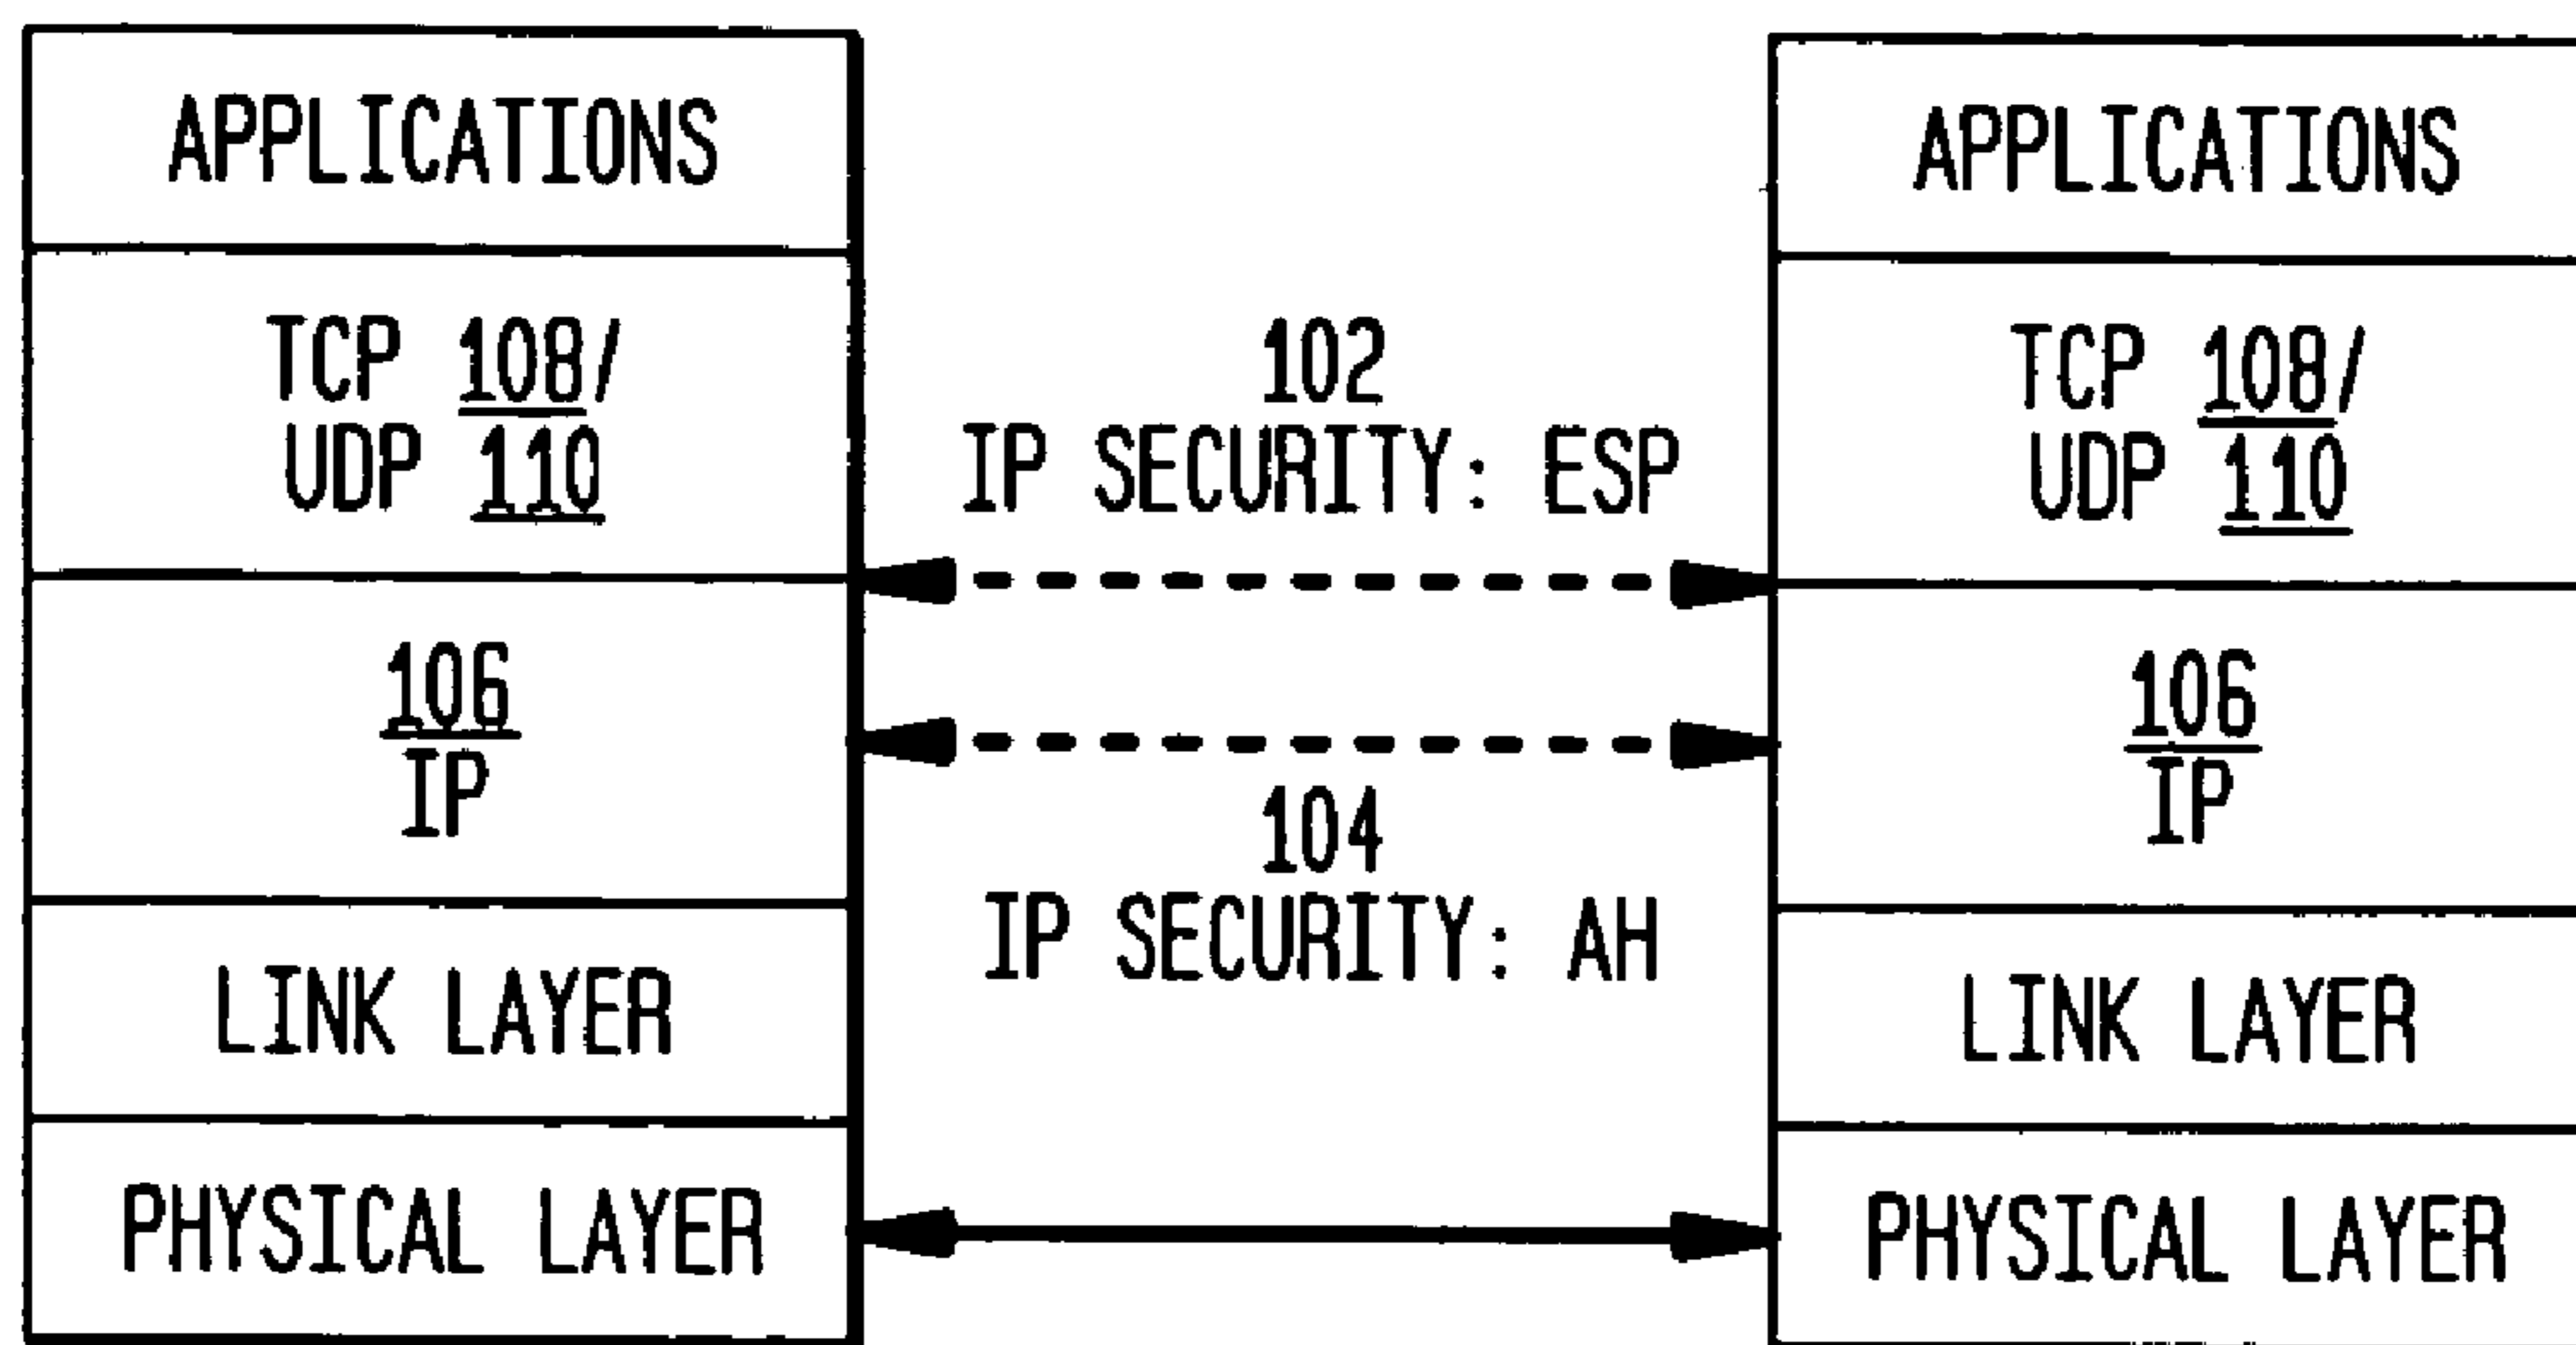 APPLICATIONS
TCP 108/
UDP 110
106
IP
LINK LAYER
PHYSICAL LAYER
102
IP SECURITY: ESP
104
IP SECURITY: AH
APPLICATIONS
TCP 108/
UDP 110
106
IP
LINK LAYER
PHYSICAL LAYER